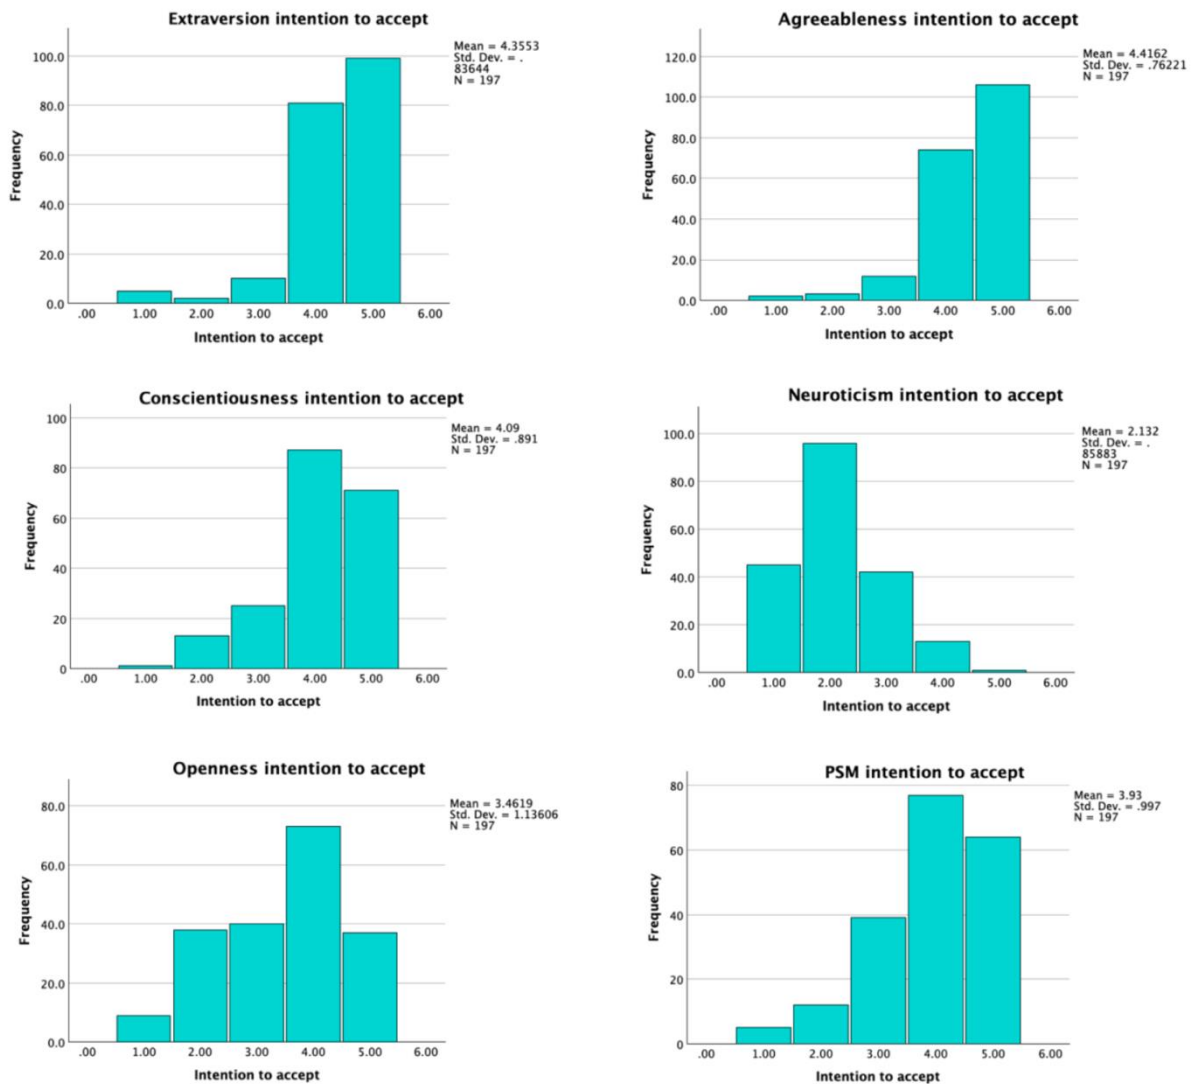 Extraversion intention to accept
Mean = 4.3553
Std. Dev. = .
83644
N = 197
100.0
80.0
60.0
40.0
20.0
0.0
Frequency
.00 1.00 2.00 3.00 4.00 5.00 6.00
Intention to accept
Agreeableness intention to accept
Mean = 4.4162
Std. Dev. = .76221
N = 197
120.0
100.0
80.0
60.0
40.0
20.0
0.0
Frequency
.00 1.00 2.00 3.00 4.00 5.00 6.00
Intention to accept
Conscientiousness intention to accept
Mean = 4.09
Std. Dev. = .891
N = 197
100
80
60
40
20
0
Frequency
.00 1.00 2.00 3.00 4.00 5.00 6.00
Intention to accept
Neuroticism intention to accept
Mean = 2.132
Std. Dev. = .
85883
N = 197
100.0
80.0
60.0
40.0
20.0
0.0
Frequency
.00 1.00 2.00 3.00 4.00 5.00 6.00
Intention to accept
Openness intention to accept
Mean = 3.4619
Std. Dev. = 1.13606
N = 197
80.0
60.0
40.0
20.0
0.0
Frequency
.00 1.00 2.00 3.00 4.00 5.00 6.00
Intention to accept
PSM intention to accept
Mean = 3.93
Std. Dev. = .997
N = 197
80
60
40
20
0
Frequency
.00 1.00 2.00 3.00 4.00 5.00 6.00
Intention to accept